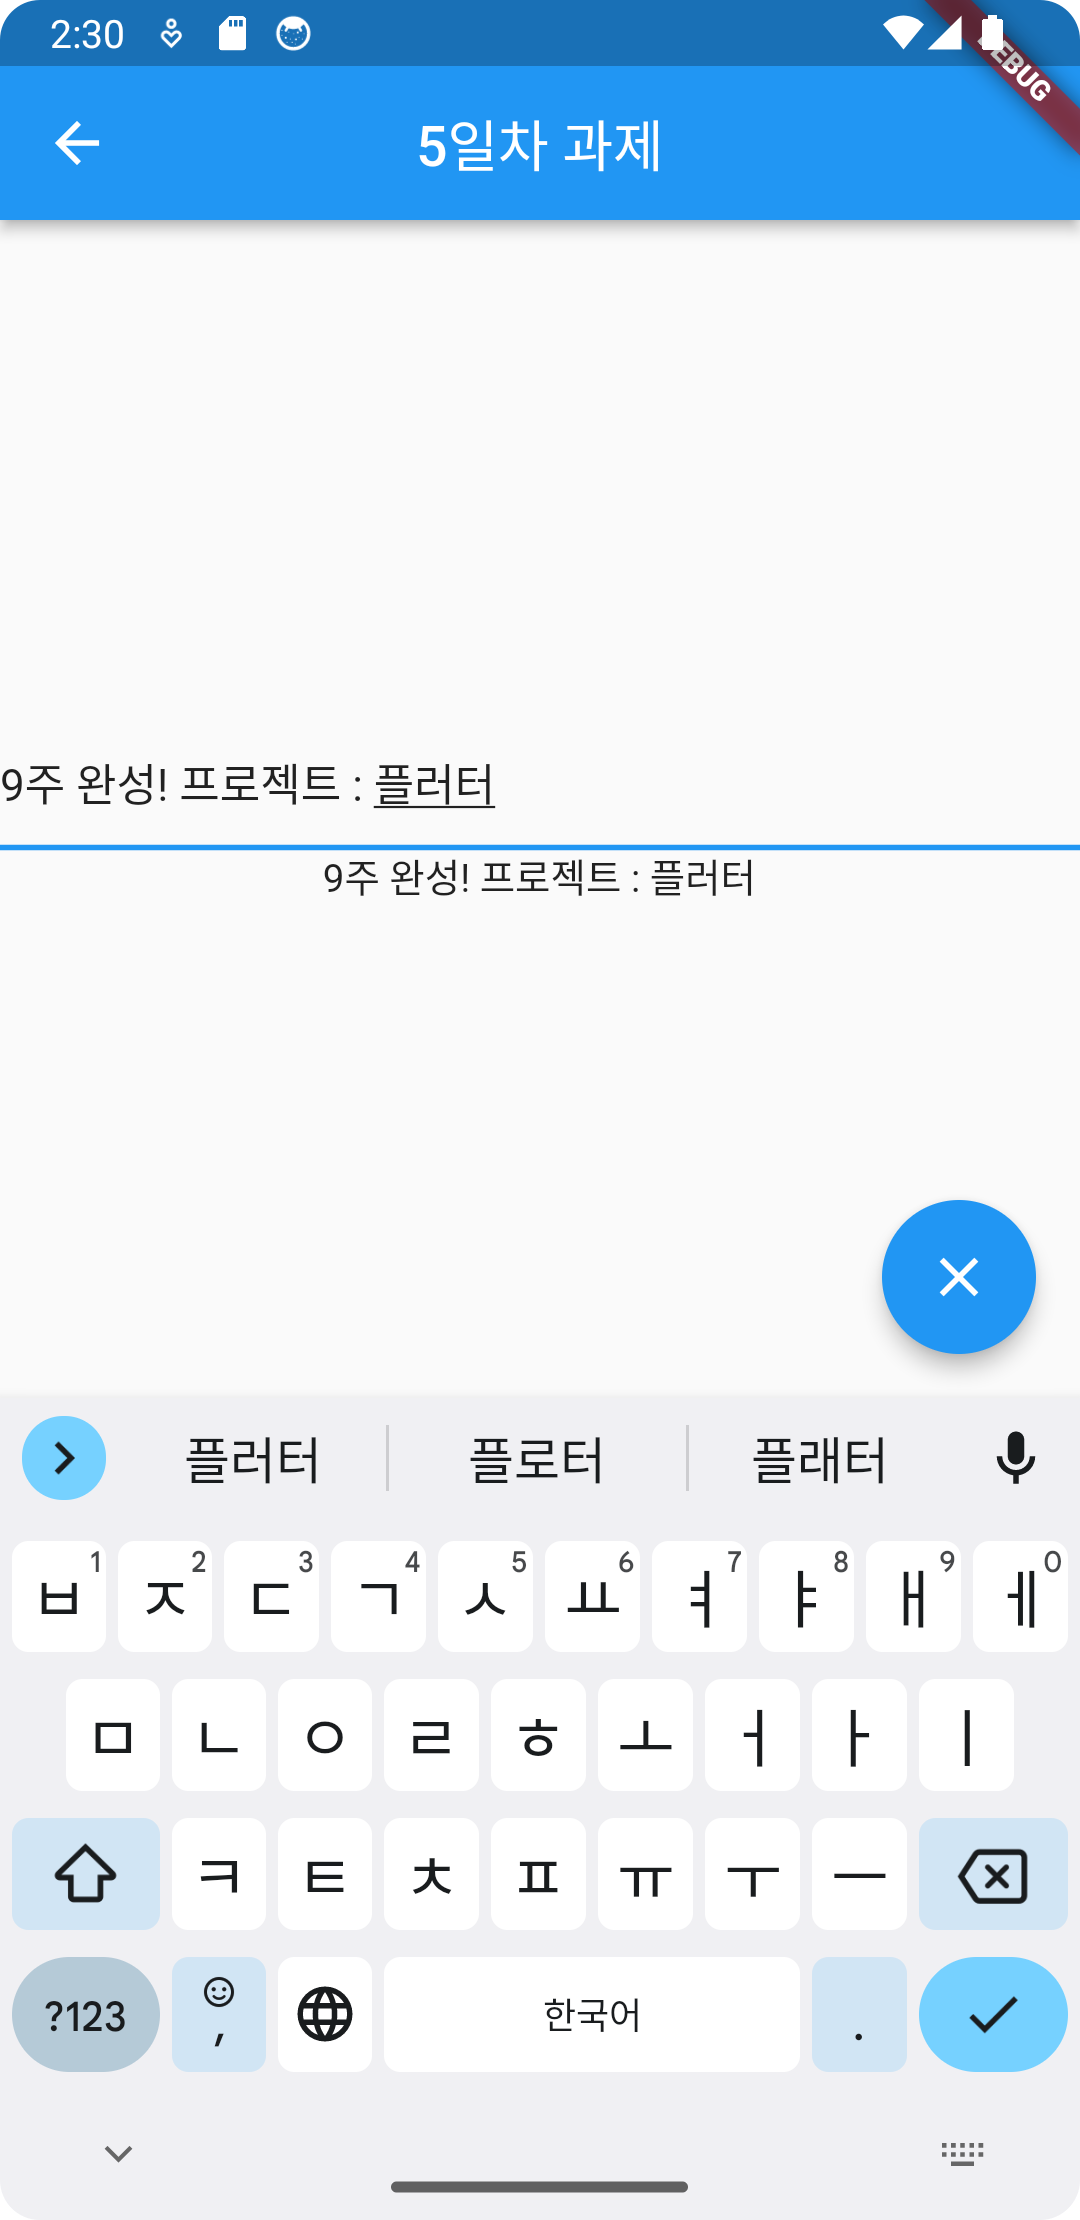 2:30
DEBUG
5일차 과제
9주 완성! 프로젝트 : 플러터
9주 완성! 프로젝트 : 플러터
플러터 플로터 플래터
1 2 3 4 5 6 7 8 9 0
ㅂ ㅈ ㄷ ㄱ ㅅ ㅛ ㅕ ㅑ ㅐ ㅔ
ㅁ ㄴ ㅇ ㄹ ㅎ ㅗ ㅓ ㅏ ㅣ
ㅋ ㅌ ㅊ ㅍ ㅠ ㅜ ㅡ
?123 , 한국어 .